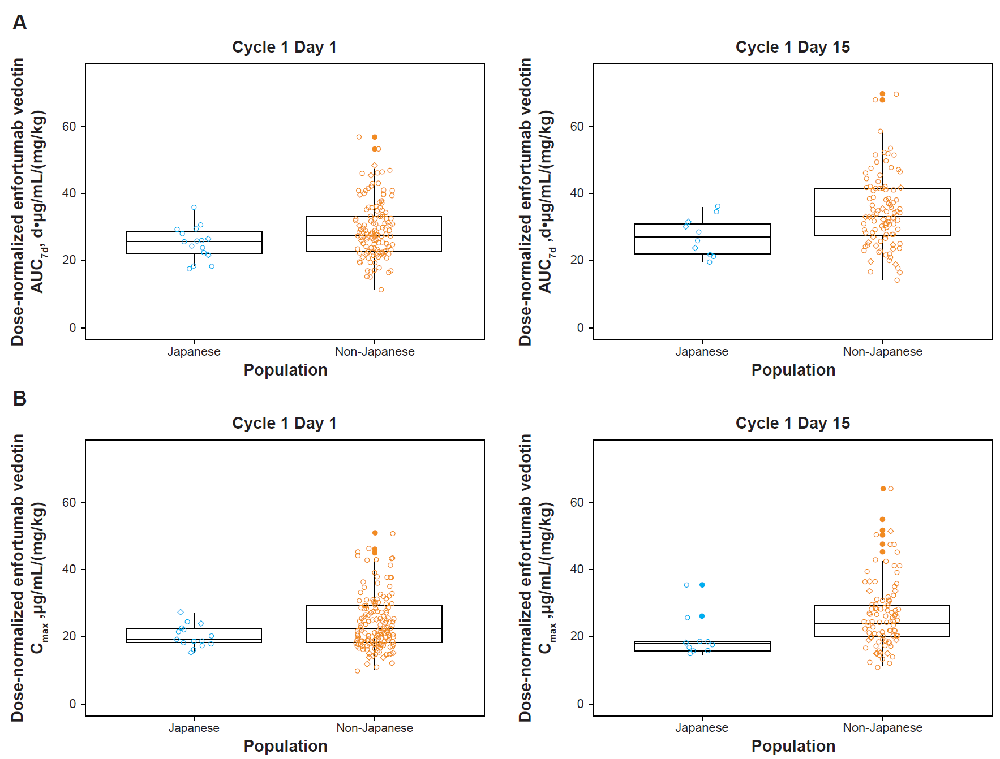 A
Cycle 1 Day 1
Dose-normalized enfortumab vedotin
AUC7d, d•µg/mL/(mg/kg)
60
40
20
0
Japanese
Non-Japanese
Population
Cycle 1 Day 15
Dose-normalized enfortumab vedotin
AUC7d ,d•µg/mL/(mg/kg)
60
40
20
0
Japanese
Non-Japanese
Population
B
Cycle 1 Day 1
Dose-normalized enfortumab vedotin
Cmax ,µg/mL/(mg/kg)
60
40
20
0
Japanese
Non-Japanese
Population
Cycle 1 Day 15
Dose-normalized enfortumab vedotin
Cmax ,µg/mL/(mg/kg)
60
40
20
0
Japanese
Non-Japanese
Population